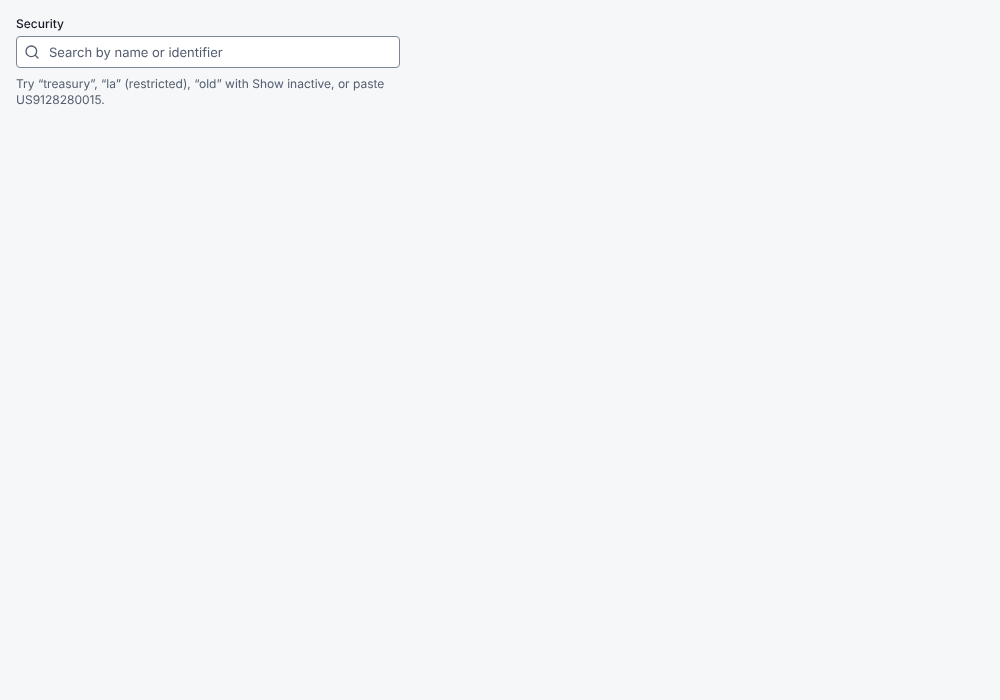 Security
Search by name or identifier
Try “treasury”, “la” (restricted), “old” with Show inactive, or paste
US9128280015.